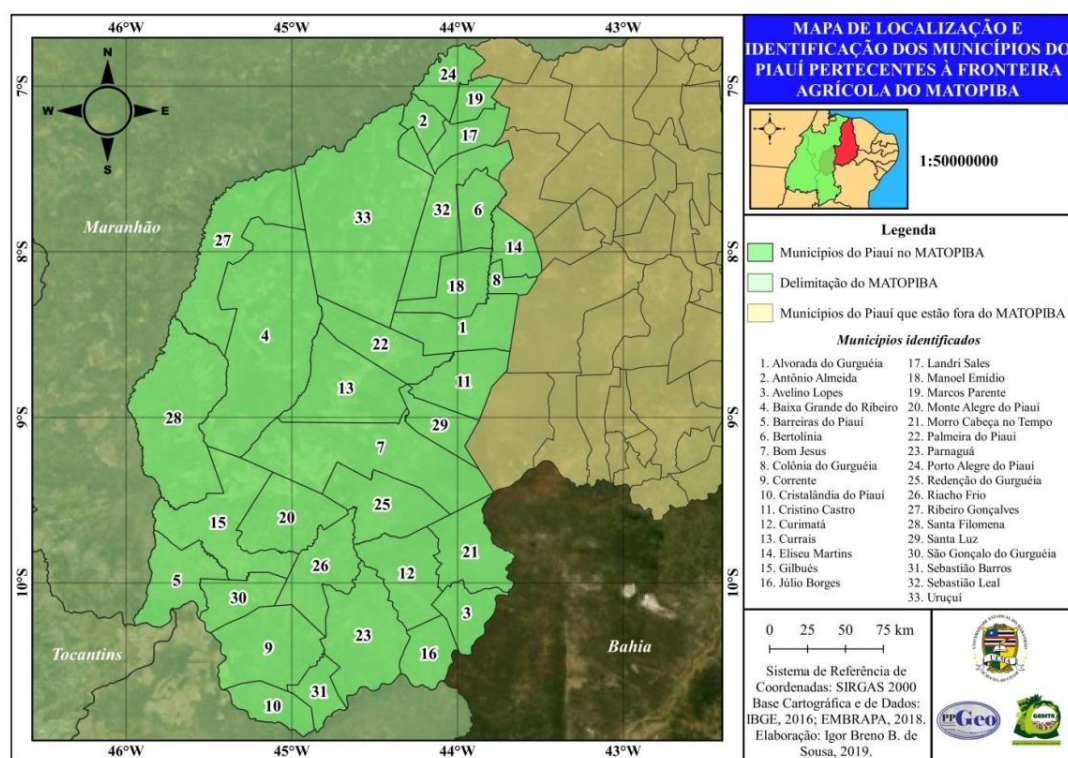 46°W 45°W 44°W 43°W
MAPA DE LOCALIZAÇÃO E
IDENTIFICAÇÃO DOS MUNICÍPIOS DO
PIAUÍ PERTECENTES À FRONTEIRA
AGRÍCOLA DO MATOPIBA
N
W E
S
7°S
8°S
9°S
10°S
7°S
8°S
9°S
10°S
24
19
2
17
33
32
6
27
14
8
18
4
1
22
11
13
28
29
7
25
15
20
21
26
12
5
30
3
23
9
16
31
10
Maranhão
Tocantins
Bahia
46°W 45°W 44°W 43°W
1:50000000
Legenda
Municípios do Piauí no MATOPIBA
Delimitação do MATOPIBA
Municípios do Piauí que estão fora do MATOPIBA
Municípios identificados
1. Alvorada do Gurguéia
2. Antônio Almeida
3. Avelino Lopes
4. Baixa Grande do Ribeiro
5. Barreiras do Piauí
6. Bertolínia
7. Bom Jesus
8. Colônia do Gurguéia
9. Corrente
10. Cristalândia do Piauí
11. Cristino Castro
12. Curimatá
13. Currais
14. Eliseu Martins
15. Gilbués
16. Júlio Borges
17. Landri Sales
18. Manoel Emídio
19. Marcos Parente
20. Monte Alegre do Piauí
21. Morro Cabeça no Tempo
22. Palmeira do Piauí
23. Parnaguá
24. Porto Alegre do Piauí
25. Redenção do Gurguéia
26. Riacho Frio
27. Ribeiro Gonçalves
28. Santa Filomena
29. Santa Luz
30. São Gonçalo do Gurguéia
31. Sebastião Barros
32. Sebastião Leal
33. Uruçuí
0 25 50 75 km
Sistema de Referência de
Coordenadas: SIRGAS 2000
Base Cartográfica e de Dados:
IBGE, 2016; EMBRAPA, 2018.
Elaboração: Igor Breno B. de
Sousa, 2019.
UEMA
PPGeo